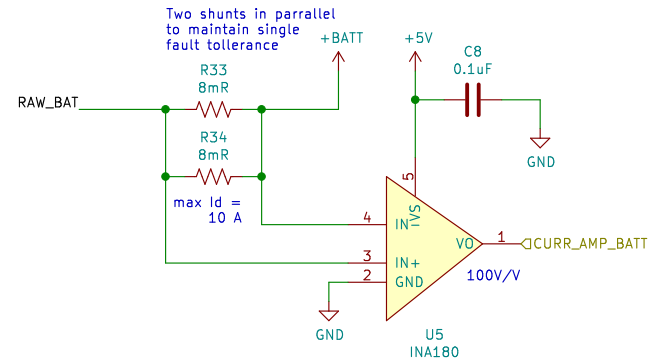 Two shunts in parrallel
to maintain single
fault tollerance
+BATT
+5V
C8
0.1uF
R33
8mR
RAW_BAT
R34
8mR
GND
max Id =
10 A
5
VS
4
IN-
VO
1
CURR_AMP_BATT
3
IN+
2
GND
100V/V
GND
U5
INA180